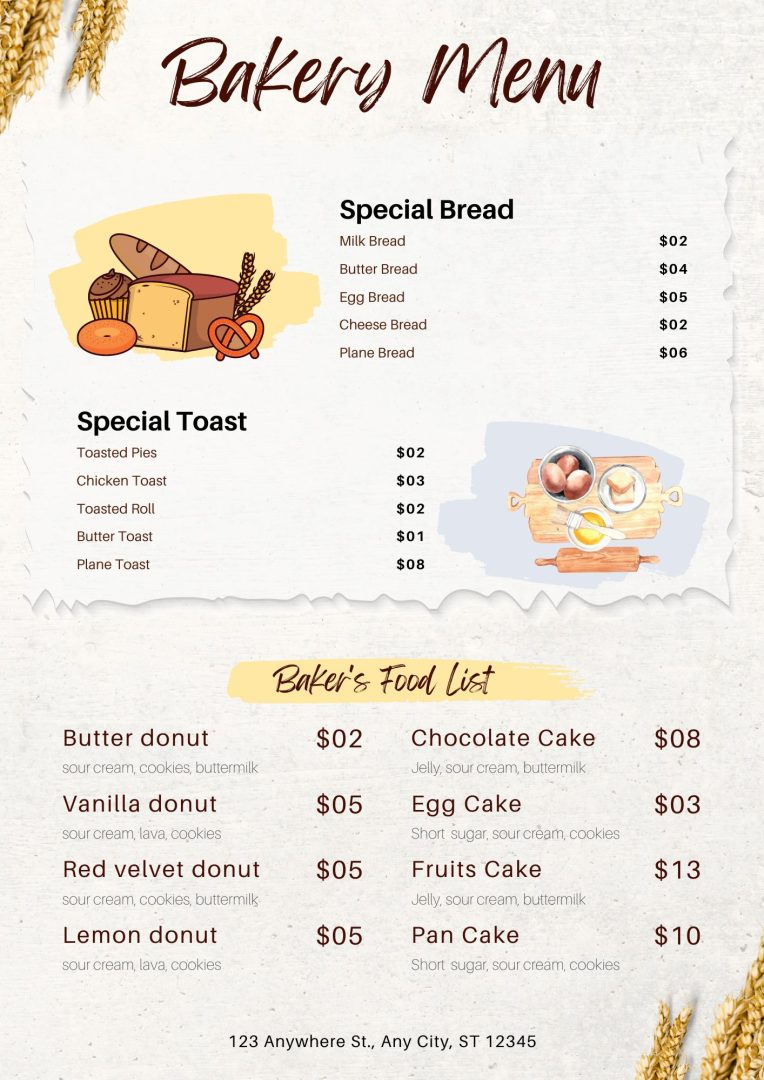 Bakery Menu
Special Bread
Milk Bread $02
Butter Bread $04
Egg Bread $05
Cheese Bread $02
Plane Bread $06
Special Toast
Toasted Pies $02
Chicken Toast $03
Toasted Roll $02
Butter Toast $01
Plane Toast $08
Baker's Food List
Butter donut $02
sour cream, cookies, buttermilk
Vanilla donut $05
sour cream, lava, cookies
Red velvet donut $05
sour cream, cookies, buttermilk
Lemon donut $05
sour cream, lava, cookies
Chocolate Cake $08
Jelly, sour cream, buttermilk
Egg Cake $03
Short sugar, sour cream, cookies
Fruits Cake $13
Jelly, sour cream, buttermilk
Pan Cake $10
Short sugar, sour cream, cookies
123 Anywhere St., Any City, ST 12345